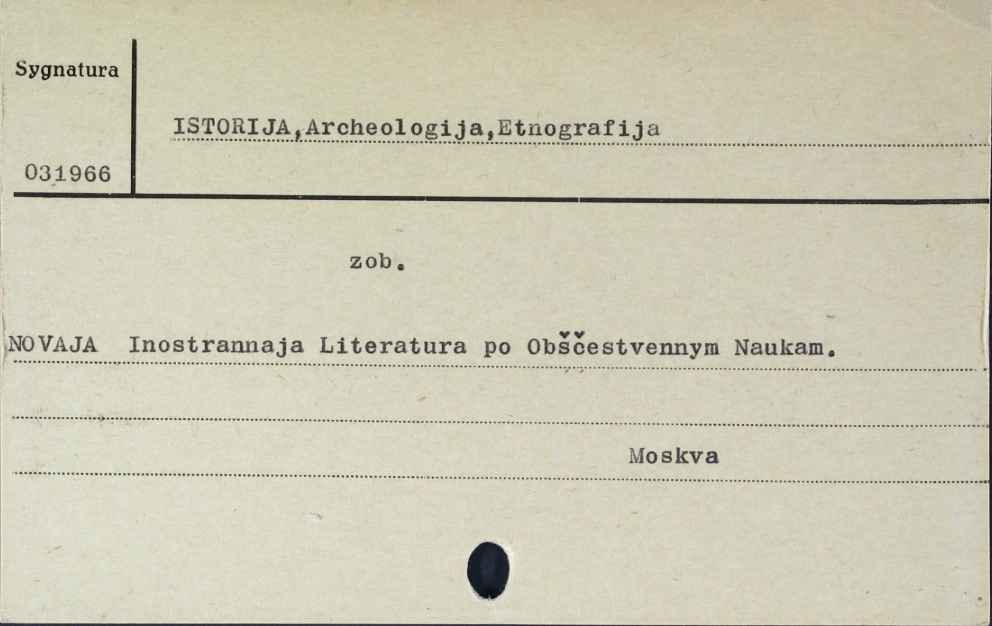 Sygnatura
ISTORIJA,Archeologija,Etnografija
031966
zob.
NOVAJA Inostrannaja Literatura po Obščestvennym Naukam.
Moskva